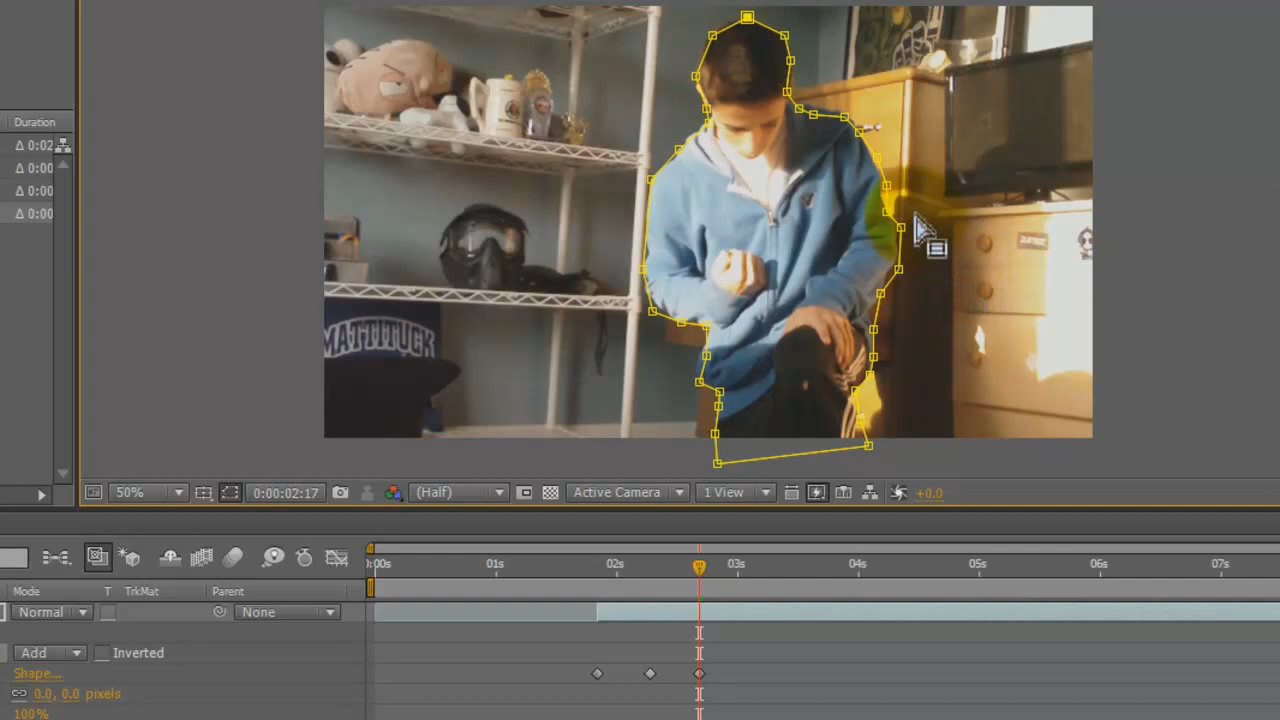 Duration
Δ 0:02
Δ 0:00
Δ 0:00
Δ 0:00
MATTITUCK
50%
0:00:02:17
(Half)
Active Camera
1 View
+0.0
0:00s
01s
02s
03s
04s
05s
06s
07s
Mode
T
TrkMat
Parent
Normal
None
Add
Inverted
Shape...
0.0, 0.0 pixels
100%